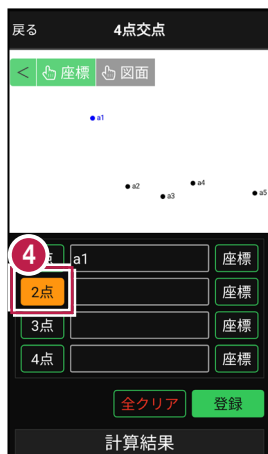 戻る 4点交点
< 座標 図面
a1
a2 a3 a4 a5
4 点 a1 座標
2点 座標
3点 座標
4点 座標
全クリア 登録
計算結果